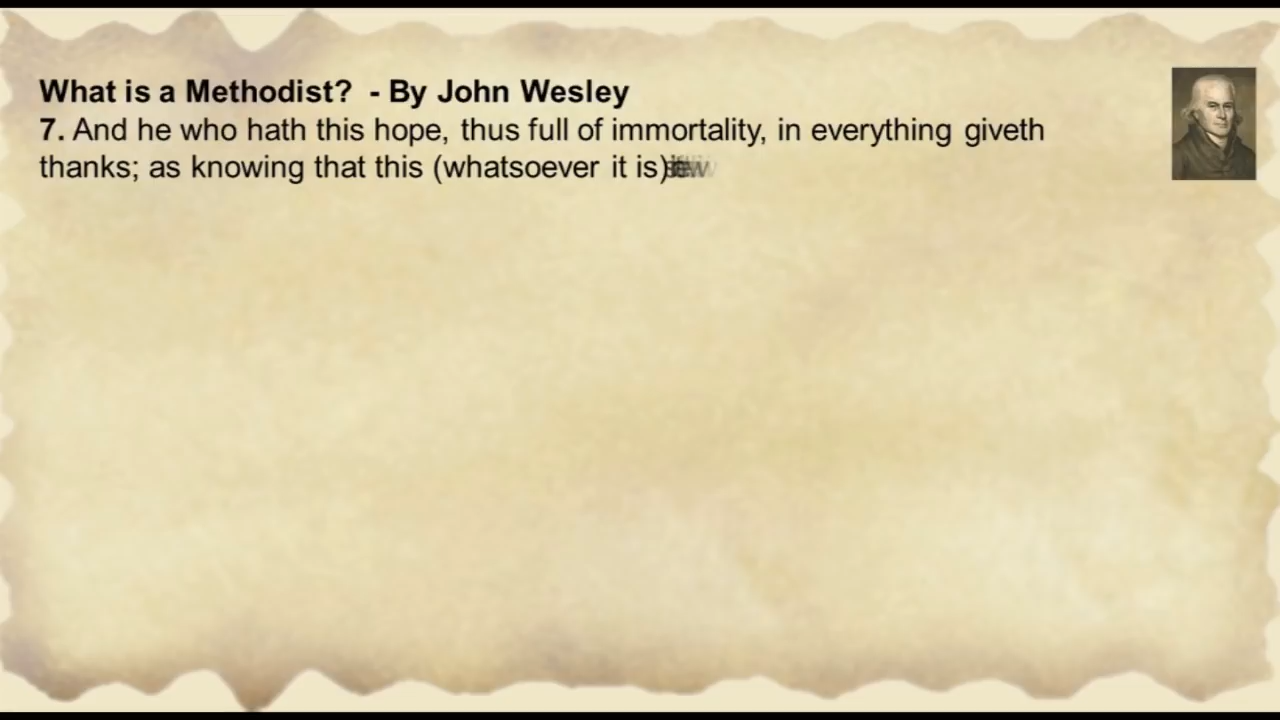 What is a Methodist? - By John Wesley
7. And he who hath this hope, thus full of immortality, in everything giveth
thanks; as knowing that this (whatsoever it is)